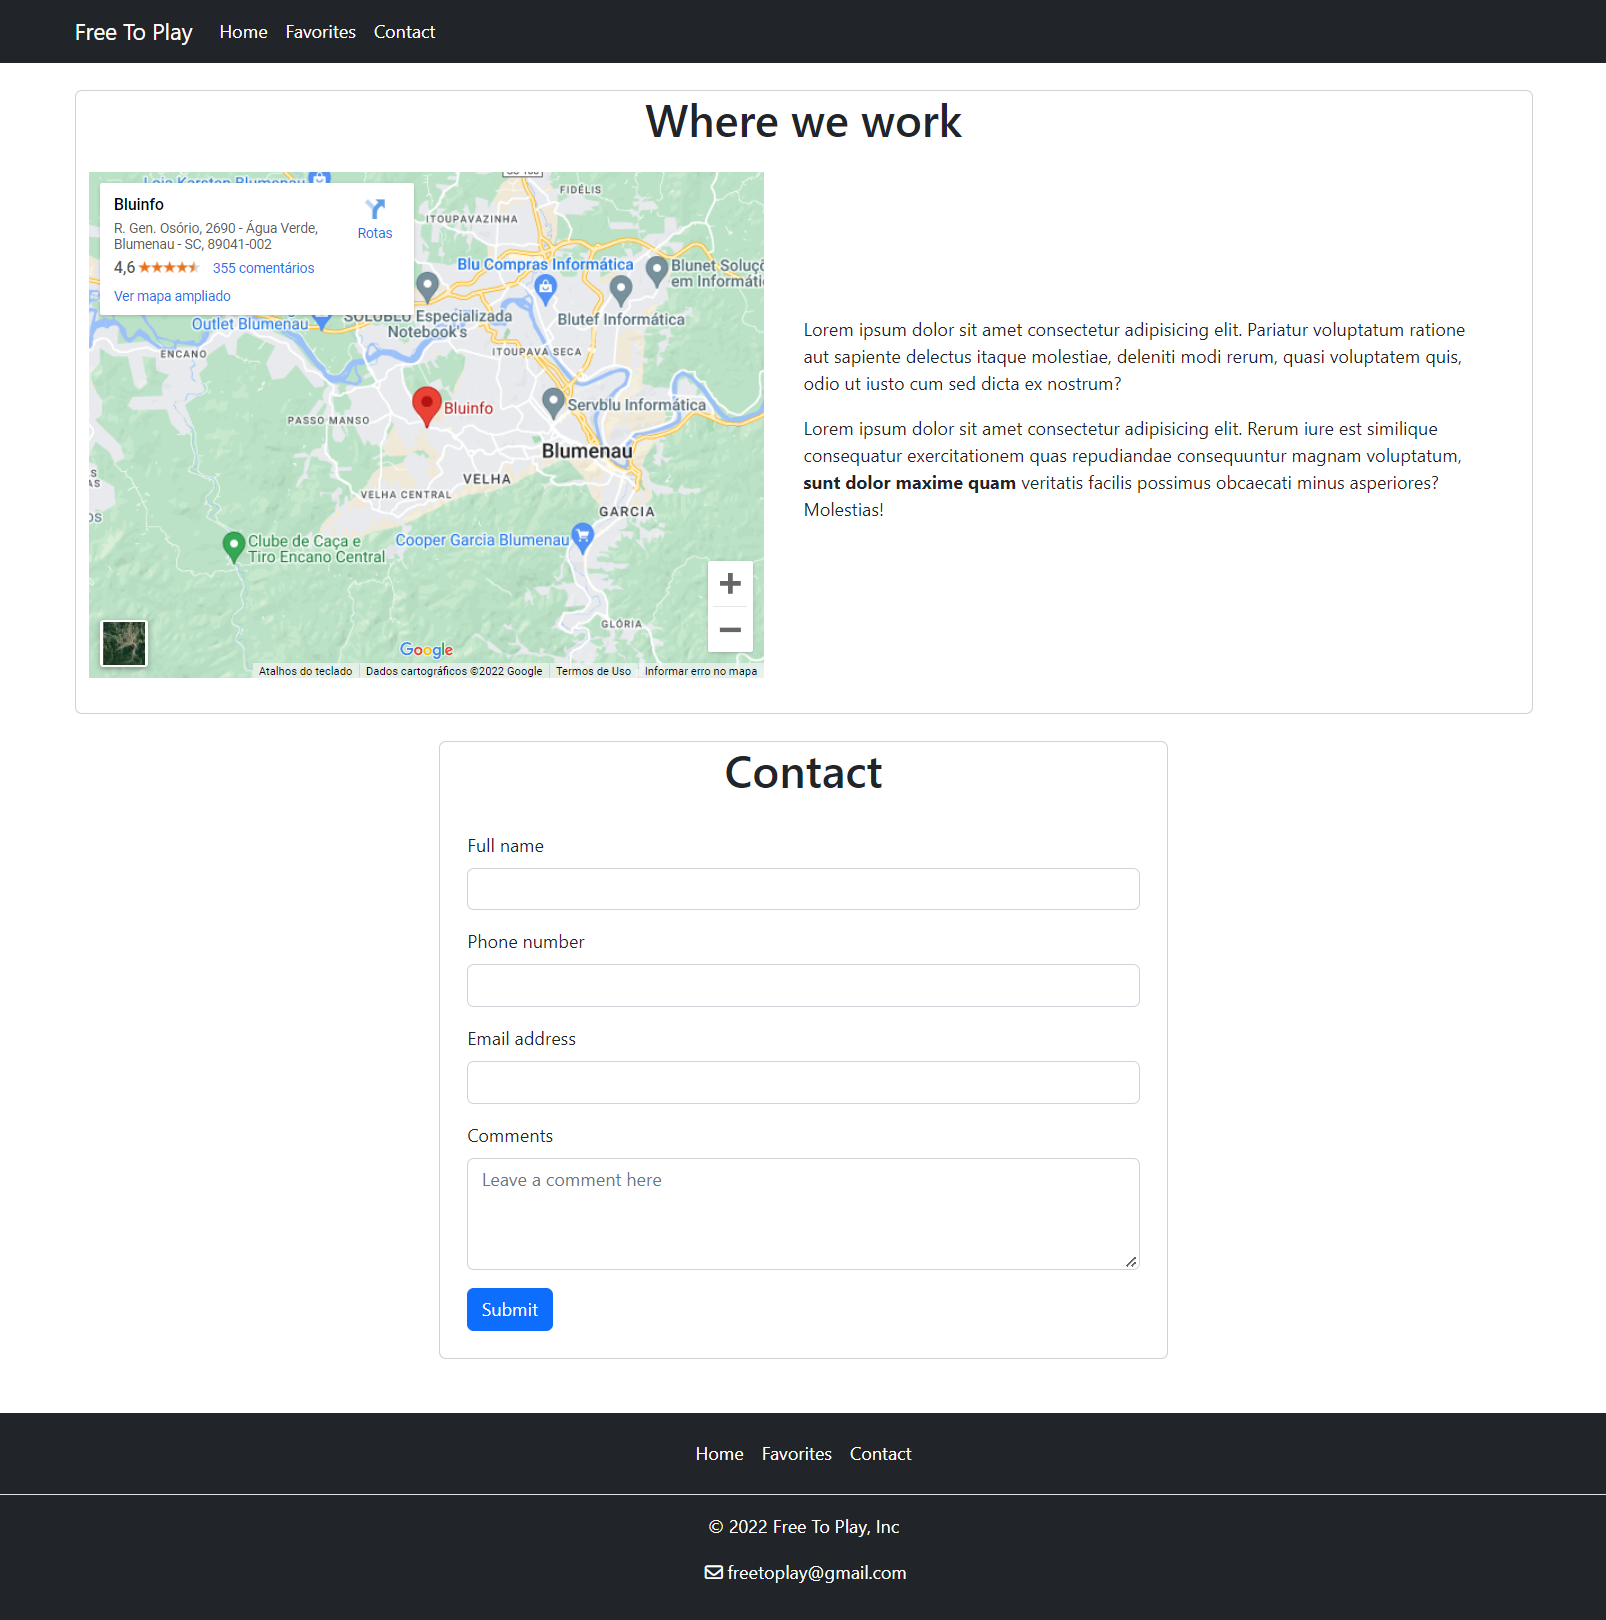 Free To Play Home Favorites Contact
Where we work
Bluinfo
R. Gen. Osório, 2690 - Água Verde,
Blumenau - SC, 89041-002
4,6 355 comentários
Ver mapa ampliado
Rotas
FIDÉLIS
ITOUPAVAZINHA
Blu Compras Informática
Blunet Soluçõ
em Informáti
Especializada
Notebook's
Outlet Blumenau
Blutef Informática
ENCANO
ITOUPAVA SECA
Bluinfo
Servblu Informática
PASSO MANSO
Blumenau
VELHA
VELHA CENTRAL
GARCIA
Clube de Caça e
Tiro Encano Central
Cooper Garcia Blumenau
GLÓRIA
Google
Atalhos do teclado Dados cartográficos ©2022 Google Termos de Uso Informar erro no mapa
Lorem ipsum dolor sit amet consectetur adipisicing elit. Pariatur voluptatum ratione
aut sapiente delectus itaque molestiae, deleniti modi rerum, quasi voluptatem quis,
odio ut iusto cum sed dicta ex nostrum?
Lorem ipsum dolor sit amet consectetur adipisicing elit. Rerum iure est similique
consequatur exercitationem quas repudiandae consequuntur magnam voluptatum,
sunt dolor maxime quam veritatis facilis possimus obcaecati minus asperiores?
Molestias!
Contact
Full name
Phone number
Email address
Comments
Leave a comment here
Submit
Home Favorites Contact
© 2022 Free To Play, Inc
freetoplay@gmail.com